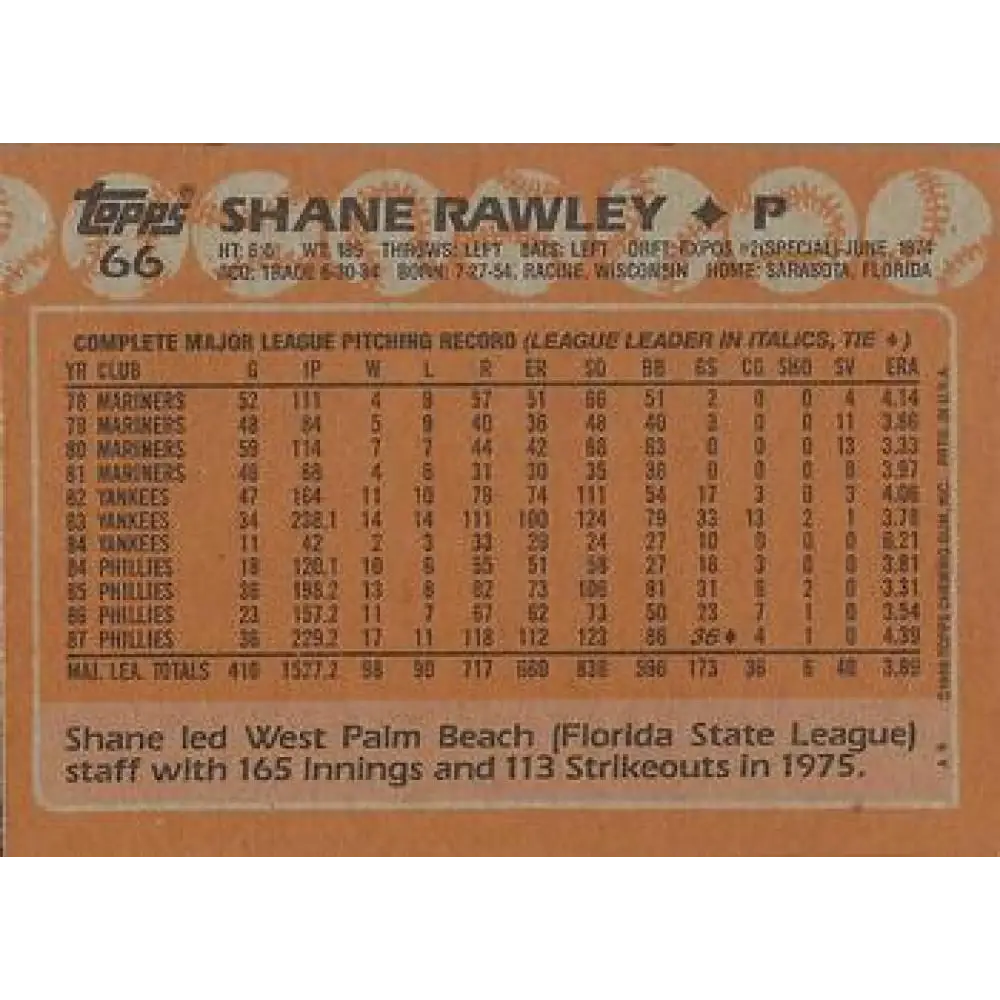 Topps® SHANE RAWLEY ✦ P
66
HT: 6'0" WT: 185 THROWS: LEFT BATS: LEFT DRFT: EXPOS #2(SPECIAL)-JUNE, 1974
ACQ: TRADE 6-30-84 BORN: 7-27-54, RACINE, WISCONSIN HOME: SARASOTA, FLORIDA
COMPLETE MAJOR LEAGUE PITCHING RECORD (LEAGUE LEADER IN ITALICS, TIE ♦)
YR CLUB G IP W L R ER SO BB GS CG SHO SV ERA
78 MARINERS 52 111 4 9 57 51 66 51 2 0 0 4 4.14
79 MARINERS 48 84 5 9 40 36 48 40 3 0 0 11 3.86
80 MARINERS 59 114 7 7 44 42 68 63 0 0 0 13 3.33
81 MARINERS 46 68 4 6 31 30 35 38 0 0 0 8 3.97
82 YANKEES 47 164 11 10 79 74 111 54 17 3 0 3 4.06
83 YANKEES 34 238.1 14 14 111 100 124 79 33 13 2 1 3.78
84 YANKEES 11 42 2 3 33 29 24 27 10 0 0 0 6.21
84 PHILLIES 18 120.1 10 6 55 51 58 27 18 3 0 0 3.81
85 PHILLIES 36 198.2 13 8 82 73 106 81 31 6 2 0 3.31
86 PHILLIES 23 157.2 11 7 67 62 73 50 23 7 1 0 3.54
87 PHILLIES 36 229.2 17 11 118 112 123 86 36♦ 4 1 0 4.39
MAJ. LEA. TOTALS 410 1527.2 98 90 717 660 836 596 173 36 6 40 3.89
Shane led West Palm Beach (Florida State League)
staff with 165 Innings and 113 Strikeouts in 1975.
©1988 TOPPS CHEWING GUM, INC. PRTD. IN U.S.A.